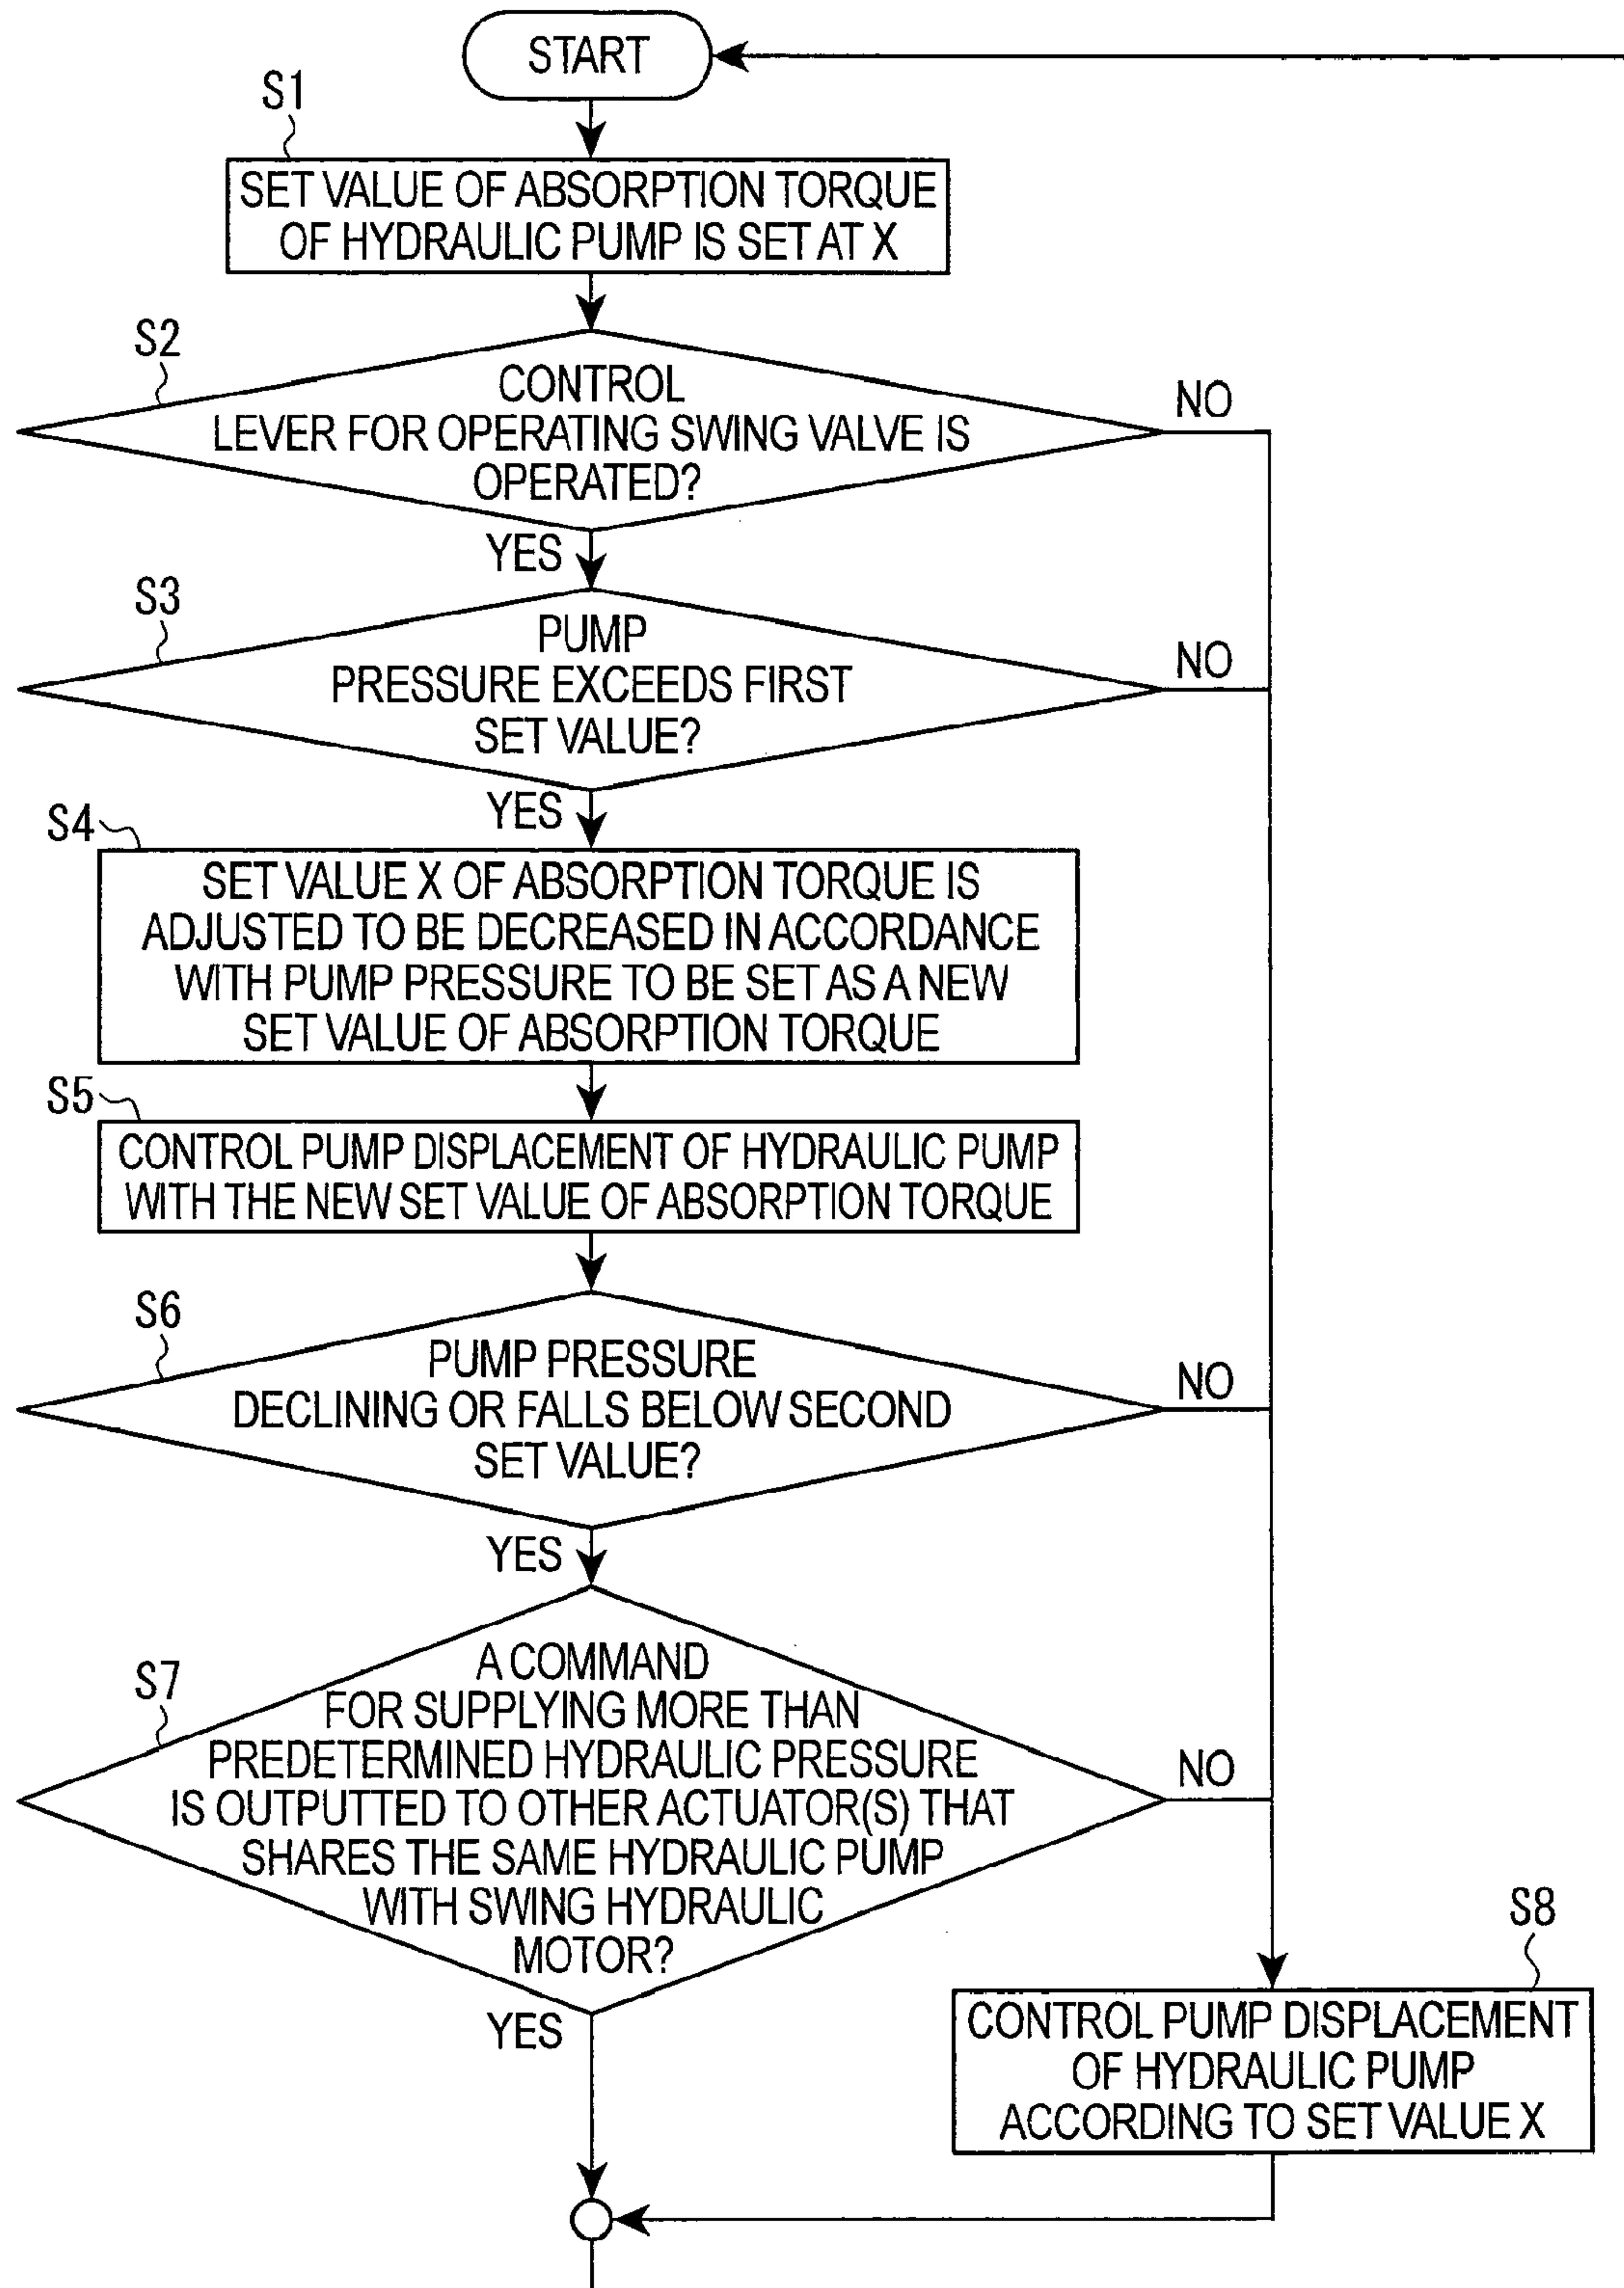 START
S1
SET VALUE OF ABSORPTION TORQUE
OF HYDRAULIC PUMP IS SET AT X
S2
CONTROL
LEVER FOR OPERATING SWING VALVE IS
OPERATED?
NO
YES
S3
PUMP
PRESSURE EXCEEDS FIRST
SET VALUE?
NO
YES
S4
SET VALUE X OF ABSORPTION TORQUE IS
ADJUSTED TO BE DECREASED IN ACCORDANCE
WITH PUMP PRESSURE TO BE SET AS A NEW
SET VALUE OF ABSORPTION TORQUE
S5
CONTROL PUMP DISPLACEMENT OF HYDRAULIC PUMP
WITH THE NEW SET VALUE OF ABSORPTION TORQUE
S6
PUMP PRESSURE
DECLINING OR FALLS BELOW SECOND
SET VALUE?
NO
YES
S7
A COMMAND
FOR SUPPLYING MORE THAN
PREDETERMINED HYDRAULIC PRESSURE
IS OUTPUTTED TO OTHER ACTUATOR(S) THAT
SHARES THE SAME HYDRAULIC PUMP
WITH SWING HYDRAULIC
MOTOR?
NO
YES
S8
CONTROL PUMP DISPLACEMENT
OF HYDRAULIC PUMP
ACCORDING TO SET VALUE X